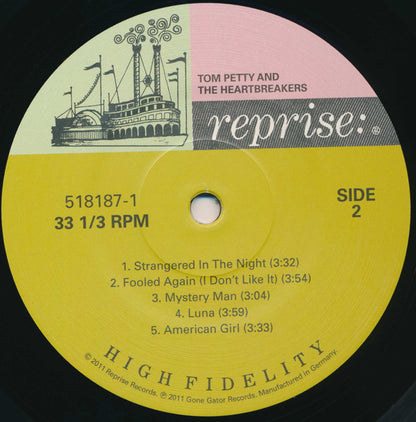 TOM PETTY AND
THE HEARTBREAKERS
reprise:®
518187-1
33 1/3 RPM
SIDE
2
1. Strangered In The Night (3:32)
2. Fooled Again (I Don't Like It) (3:54)
3. Mystery Man (3:04)
4. Luna (3:59)
5. American Girl (3:33)
HIGH FIDELITY
© 2011 Reprise Records. ℗ 2011 Gone Gator Records. Manufactured in Germany.